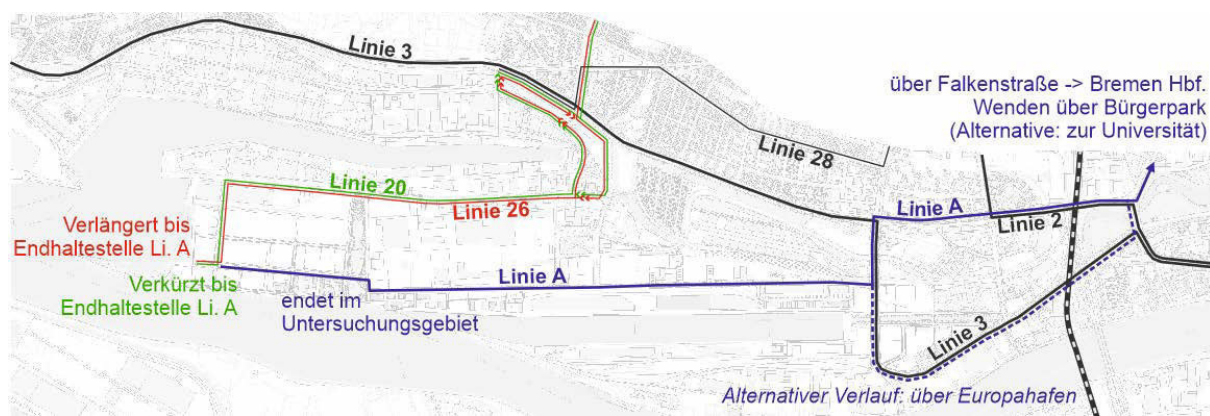 Linie 3
über Falkenstraße -> Bremen Hbf.
Wenden über Bürgerpark
(Alternative: zur Universität)
Linie 28
Linie 20
Linie 26
Linie A
Linie 2
Verlängert bis
Endhaltestelle Li. A
Verkürzt bis
Endhaltestelle Li. A
Linie A
endet im
Untersuchungsgebiet
Linie 3
Alternativer Verlauf: über Europahafen